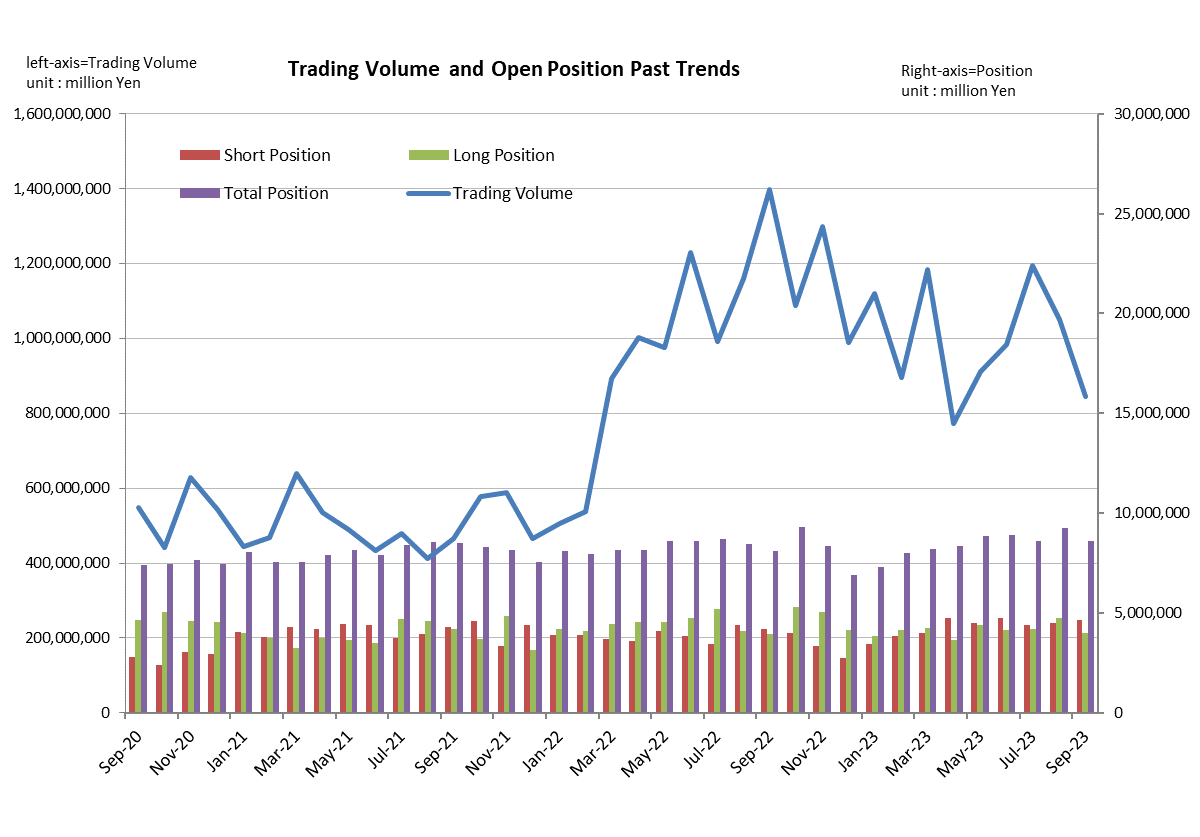 left-axis=Trading Volume
unit : million Yen
Trading Volume and Open Position Past Trends
Right-axis=Position
unit : million Yen
1,600,000,000
1,400,000,000
1,200,000,000
1,000,000,000
800,000,000
600,000,000
400,000,000
200,000,000
0
30,000,000
25,000,000
20,000,000
15,000,000
10,000,000
5,000,000
0
Short Position
Long Position
Total Position
Trading Volume
Sep-20
Nov-20
Jan-21
Mar-21
May-21
Jul-21
Sep-21
Nov-21
Jan-22
Mar-22
May-22
Jul-22
Sep-22
Nov-22
Jan-23
Mar-23
May-23
Jul-23
Sep-23